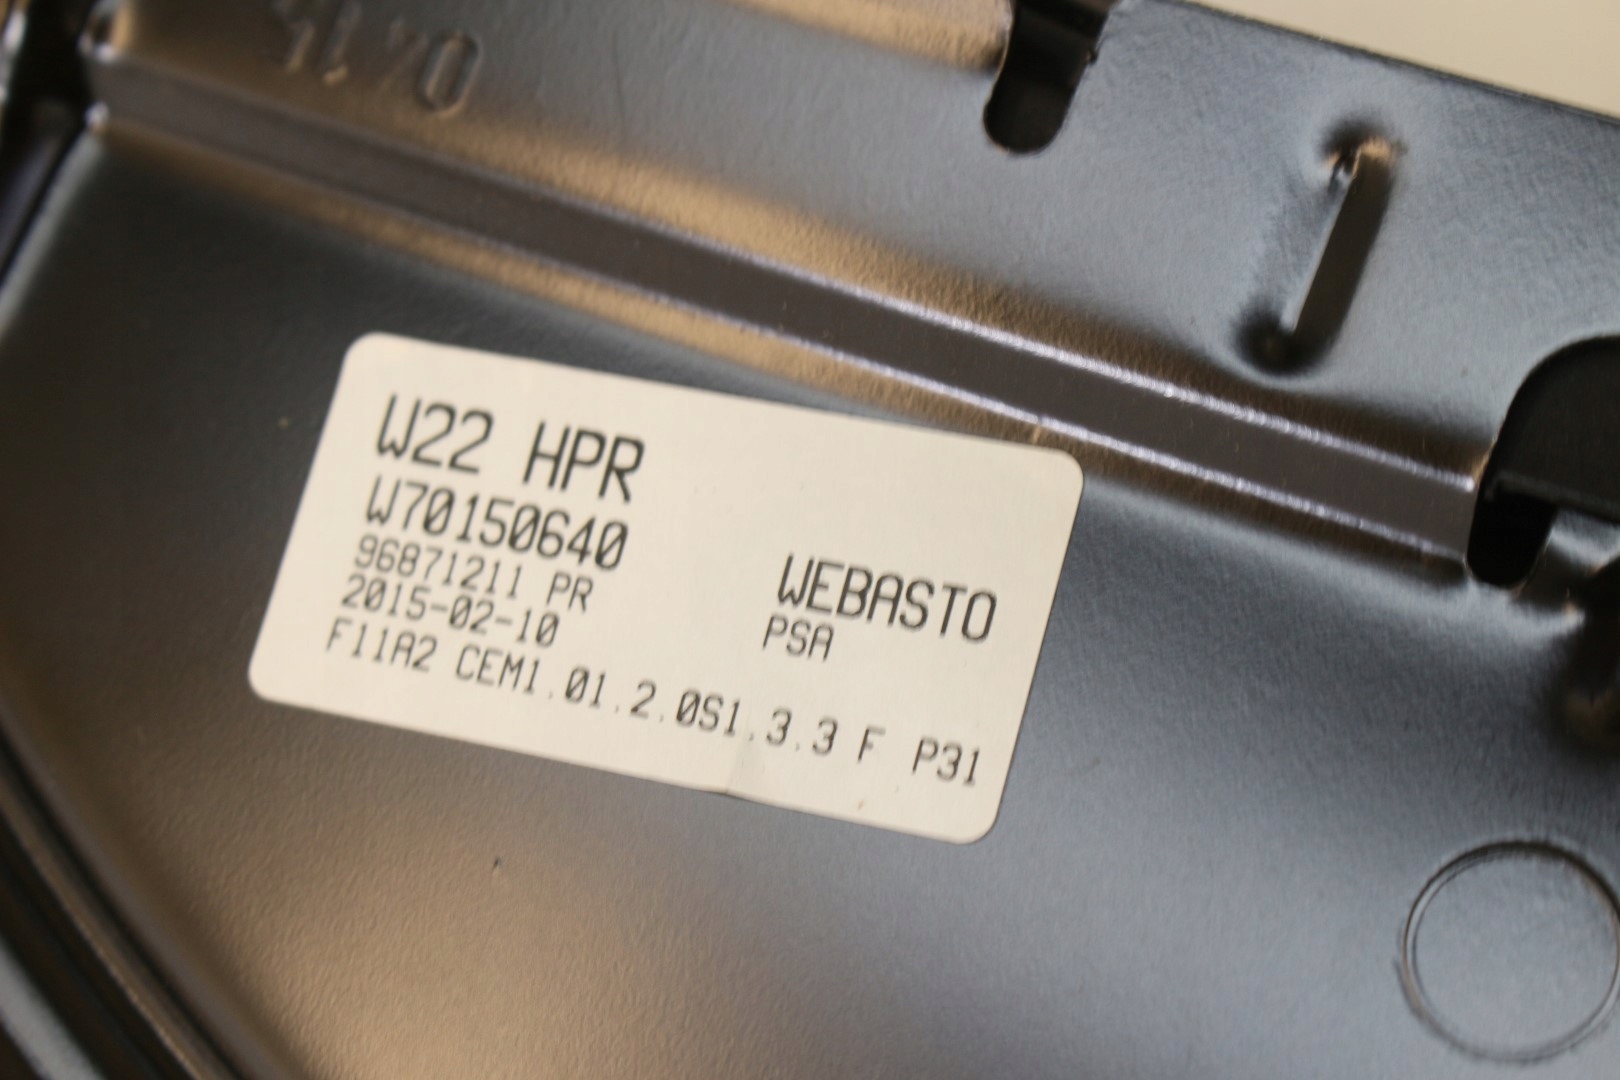 W22 HPR
W70150640
96871211 PR
2015-02-10
WEBASTO
PSA
F11A2 CEM1.01.2.0S1.3.3 F P31